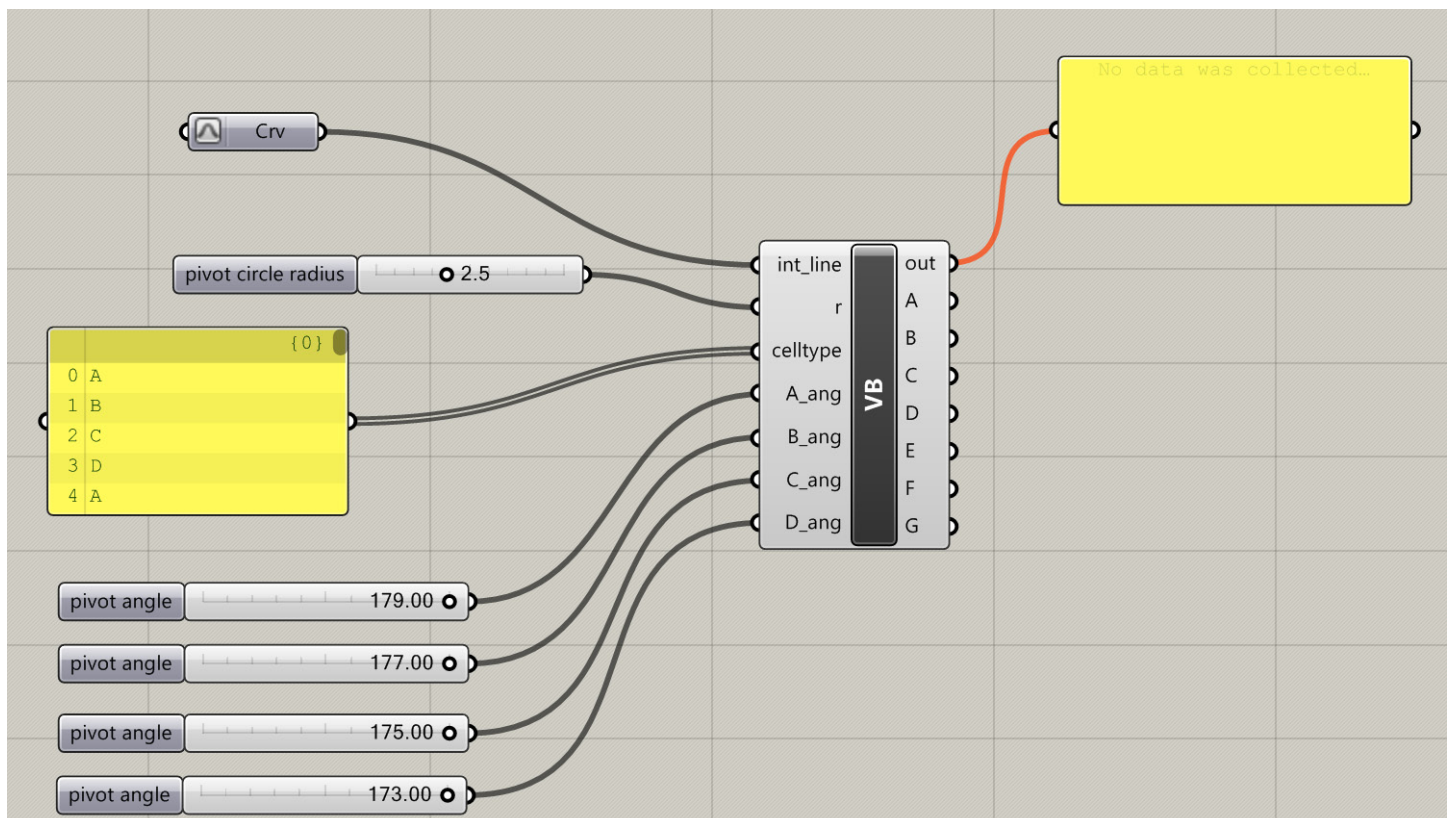 No data was collected…
Crv
int_line
out
pivot circle radius
2.5
r
A
{0}
celltype
B
0 A
A_ang
VB
C
1 B
B_ang
D
2 C
C_ang
E
3 D
D_ang
F
4 A
G
pivot angle
179.00
pivot angle
177.00
pivot angle
175.00
pivot angle
173.00